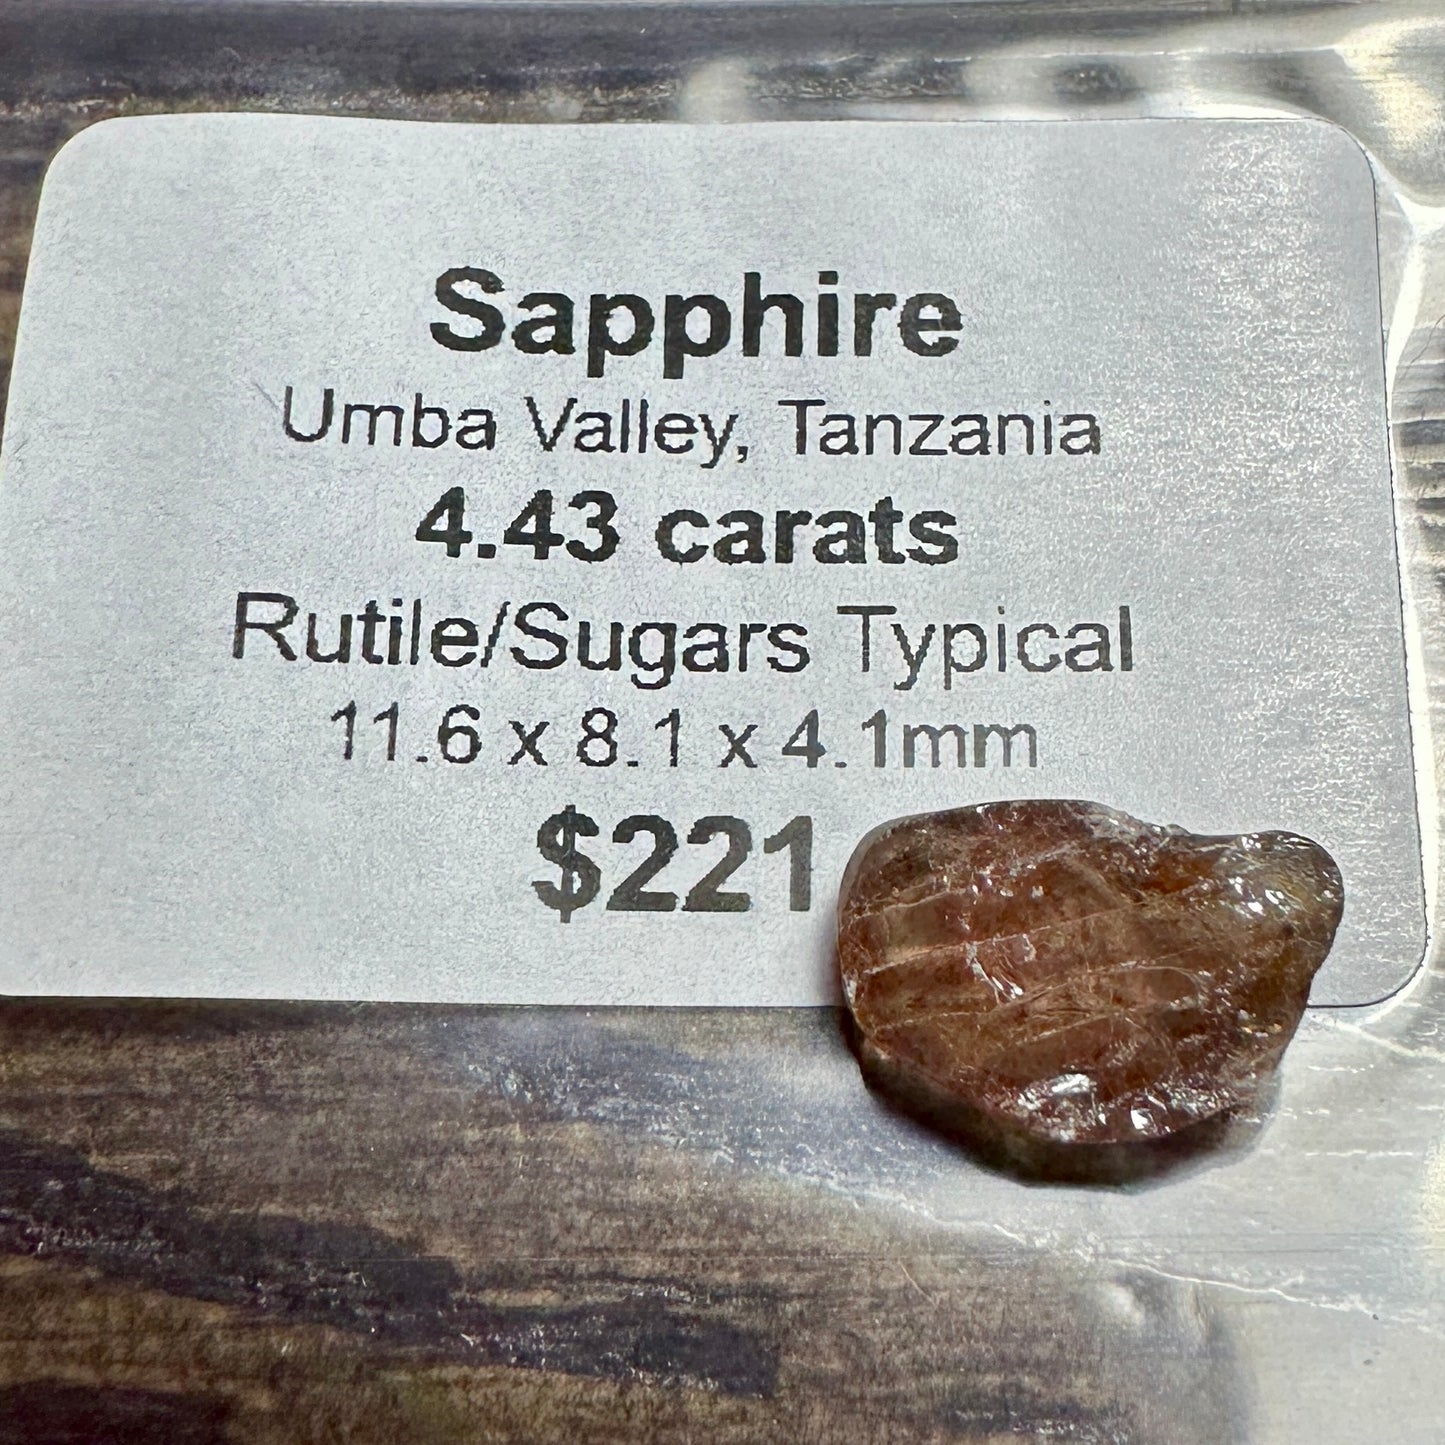 Sapphire
Umba Valley, Tanzania
4.43 carats
Rutile/Sugars Typical
11.6 x 8.1 x 4.1mm
$221